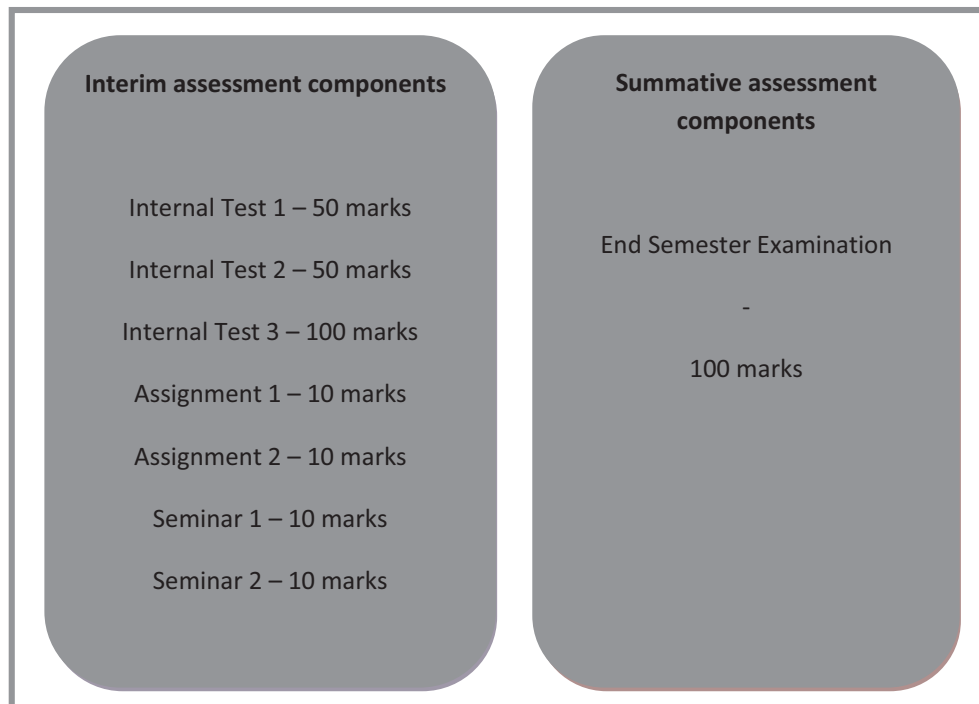 Interim assessment components
Internal Test 1 – 50 marks
Internal Test 2 – 50 marks
Internal Test 3 – 100 marks
Assignment 1 – 10 marks
Assignment 2 – 10 marks
Seminar 1 – 10 marks
Seminar 2 – 10 marks
Summative assessment
components
End Semester Examination
-
100 marks